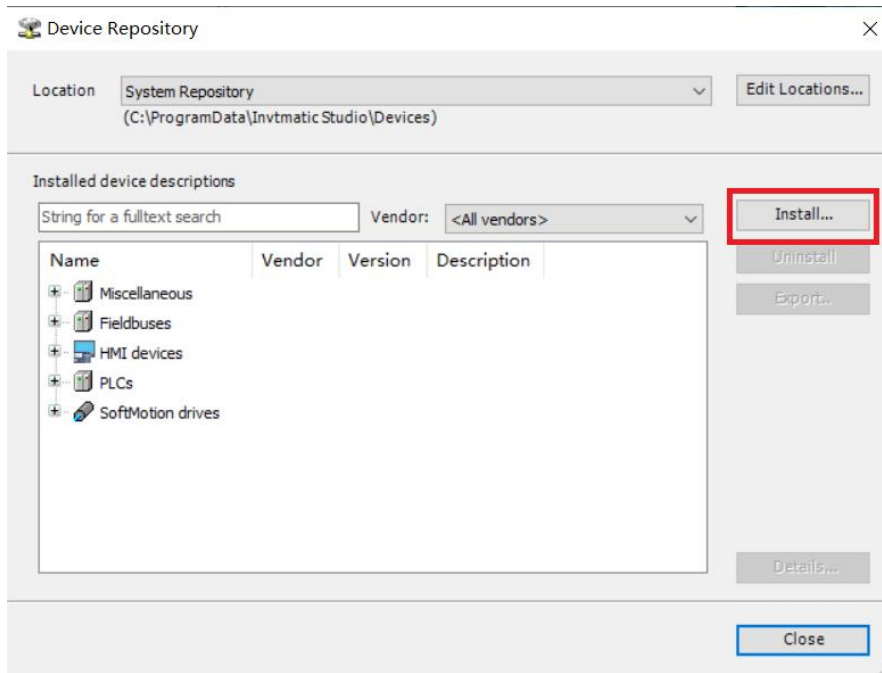 Device Repository
Location
System Repository
Edit Locations...
(C:\ProgramData\Invtmatic Studio\Devices)
Installed device descriptions
String for a fulltext search
Vendor:
<All vendors>
Install...
Name Vendor Version Description
Uninstall
Miscellaneous
Export..
Fieldbuses
HMI devices
PLCs
SoftMotion drives
Details...
Close